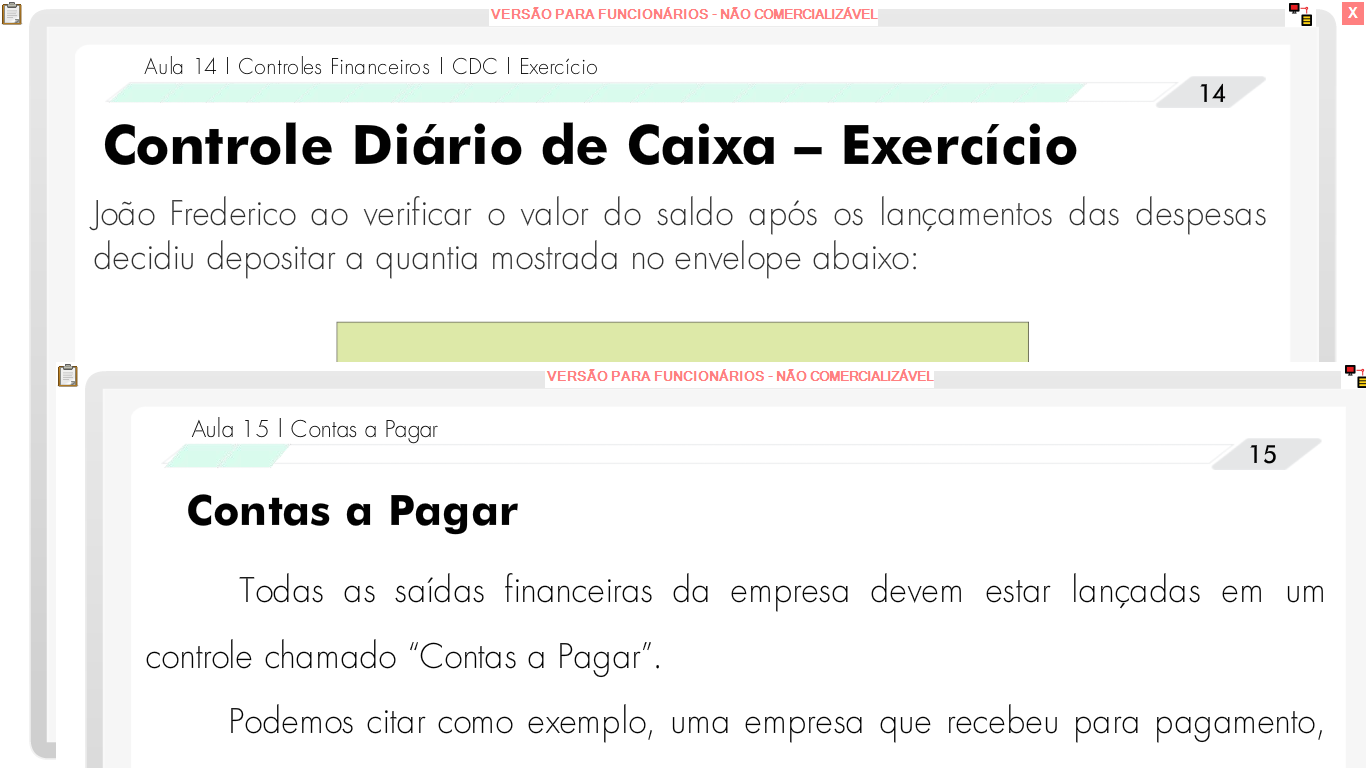 VERSÃO PARA FUNCIONÁRIOS - NÃO COMERCIALIZÁVEL
X
Aula 14 | Controles Financeiros | CDC | Exercício
14
Controle Diário de Caixa – Exercício
João Frederico ao verificar o valor do saldo após os lançamentos das despesas
decidiu depositar a quantia mostrada no envelope abaixo:
VERSÃO PARA FUNCIONÁRIOS - NÃO COMERCIALIZÁVEL
Aula 15 | Contas a Pagar
15
Contas a Pagar
Todas as saídas financeiras da empresa devem estar lançadas em um
controle chamado “Contas a Pagar”.
Podemos citar como exemplo, uma empresa que recebeu para pagamento,